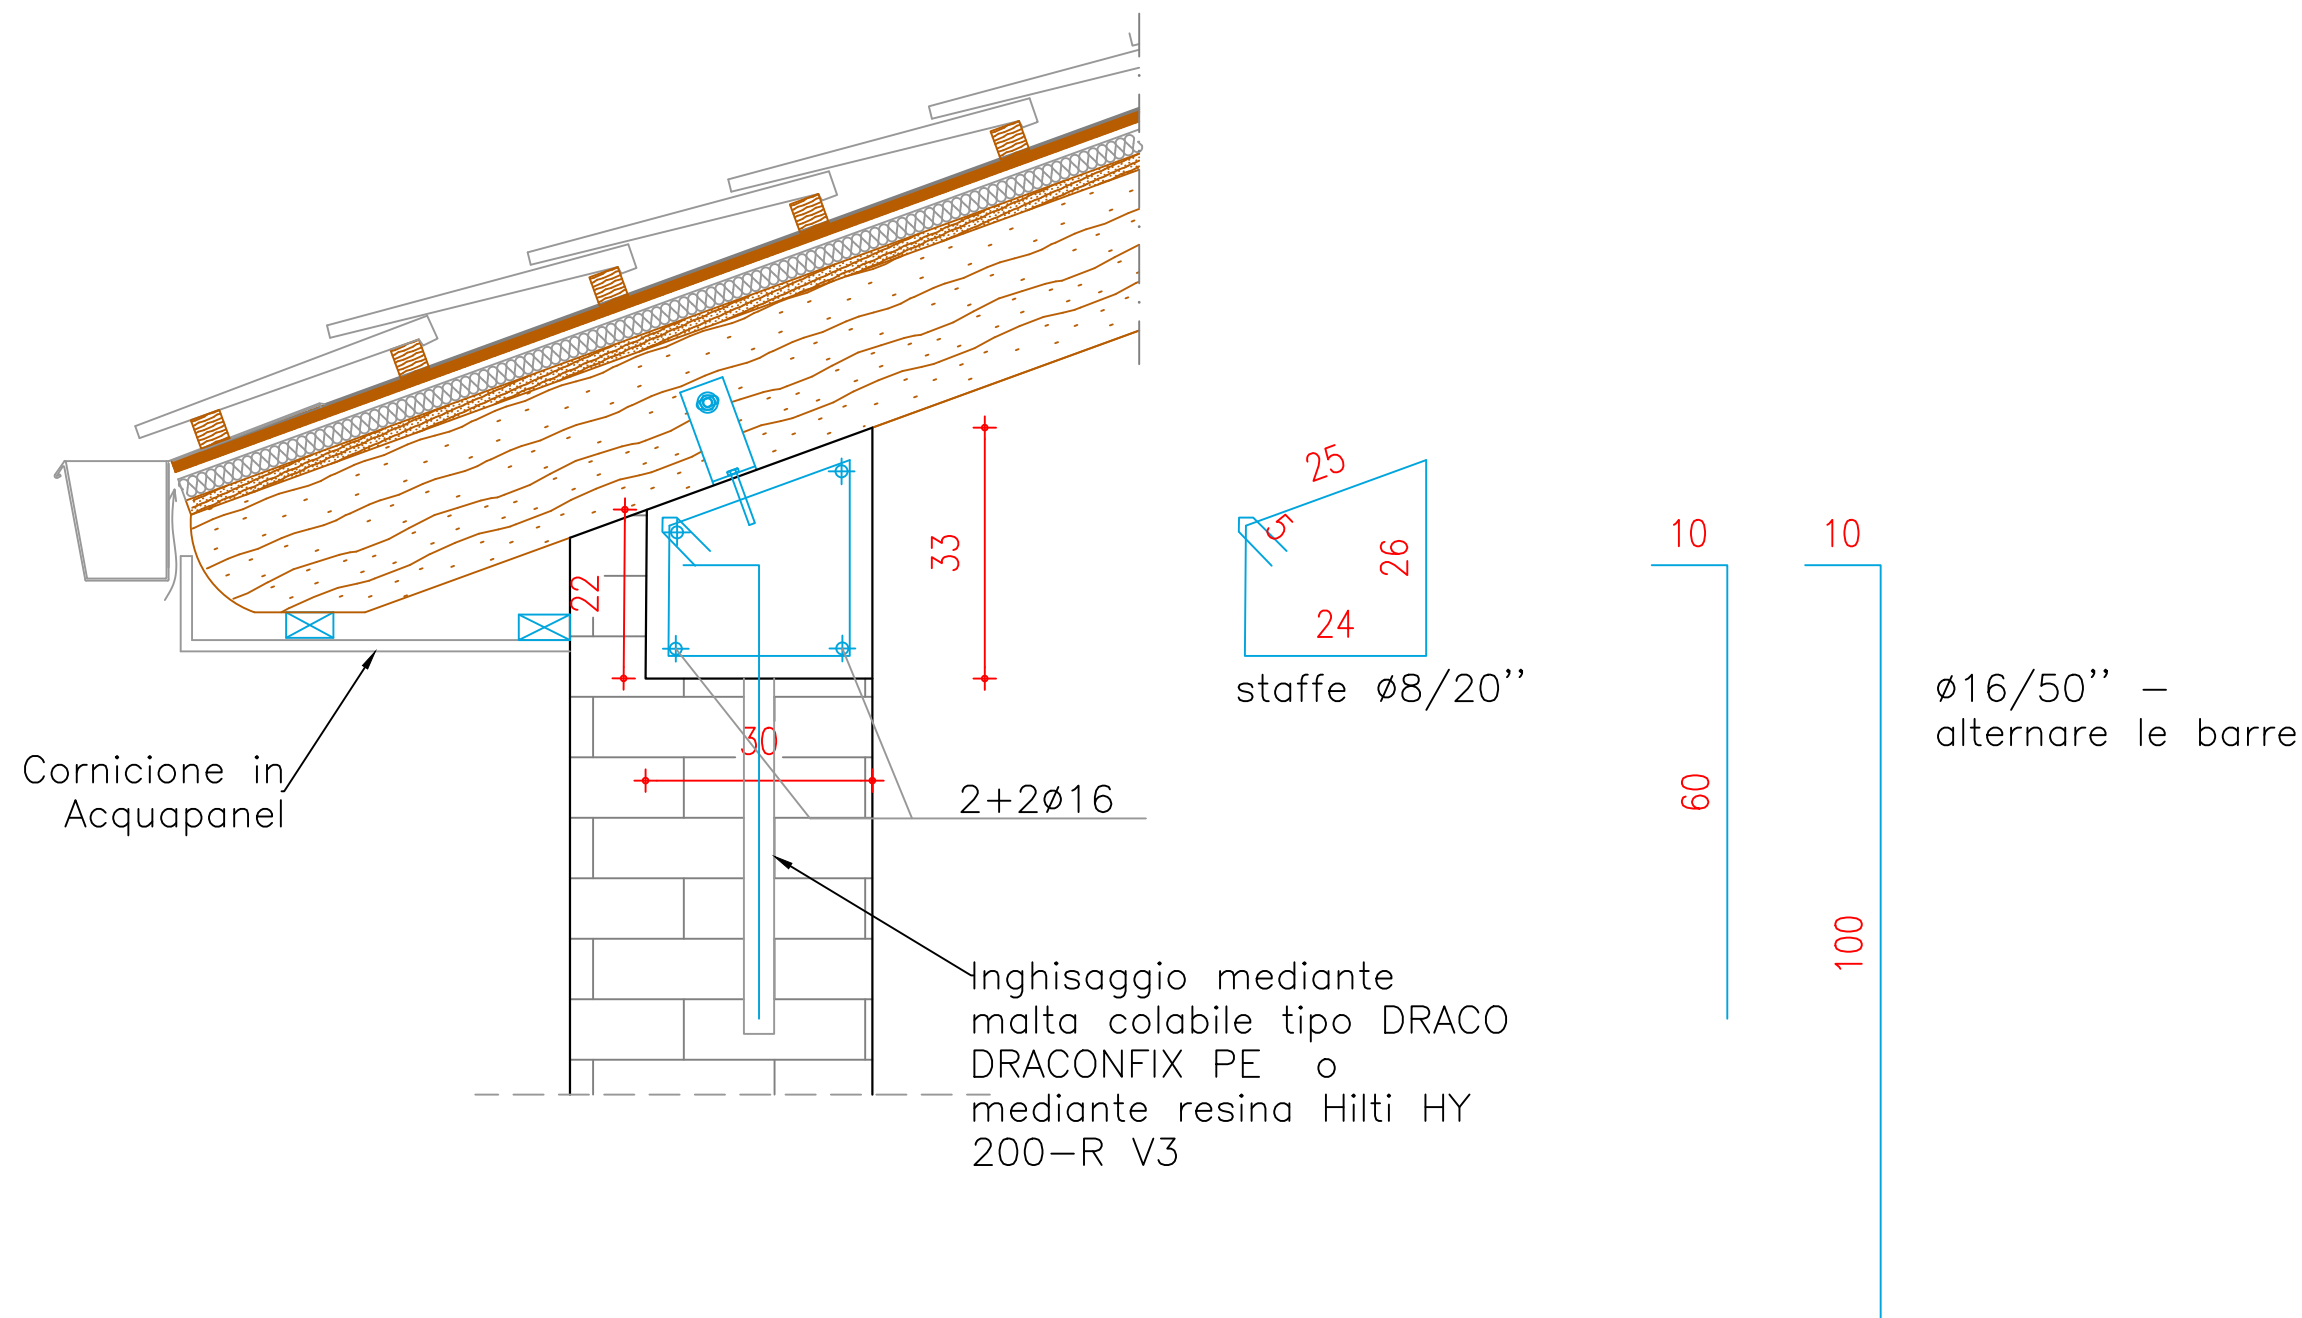 25
5
26
24
staffe ø8/20’’
10
10
60
100
ø16/50’’ –
alternare le barre
33
22
30
2+2ø16
Cornicione in
Acquapanel
Inghisaggio mediante
malta colabile tipo DRACO
DRACONFIX PE o
mediante resina Hilti HY
200–R V3